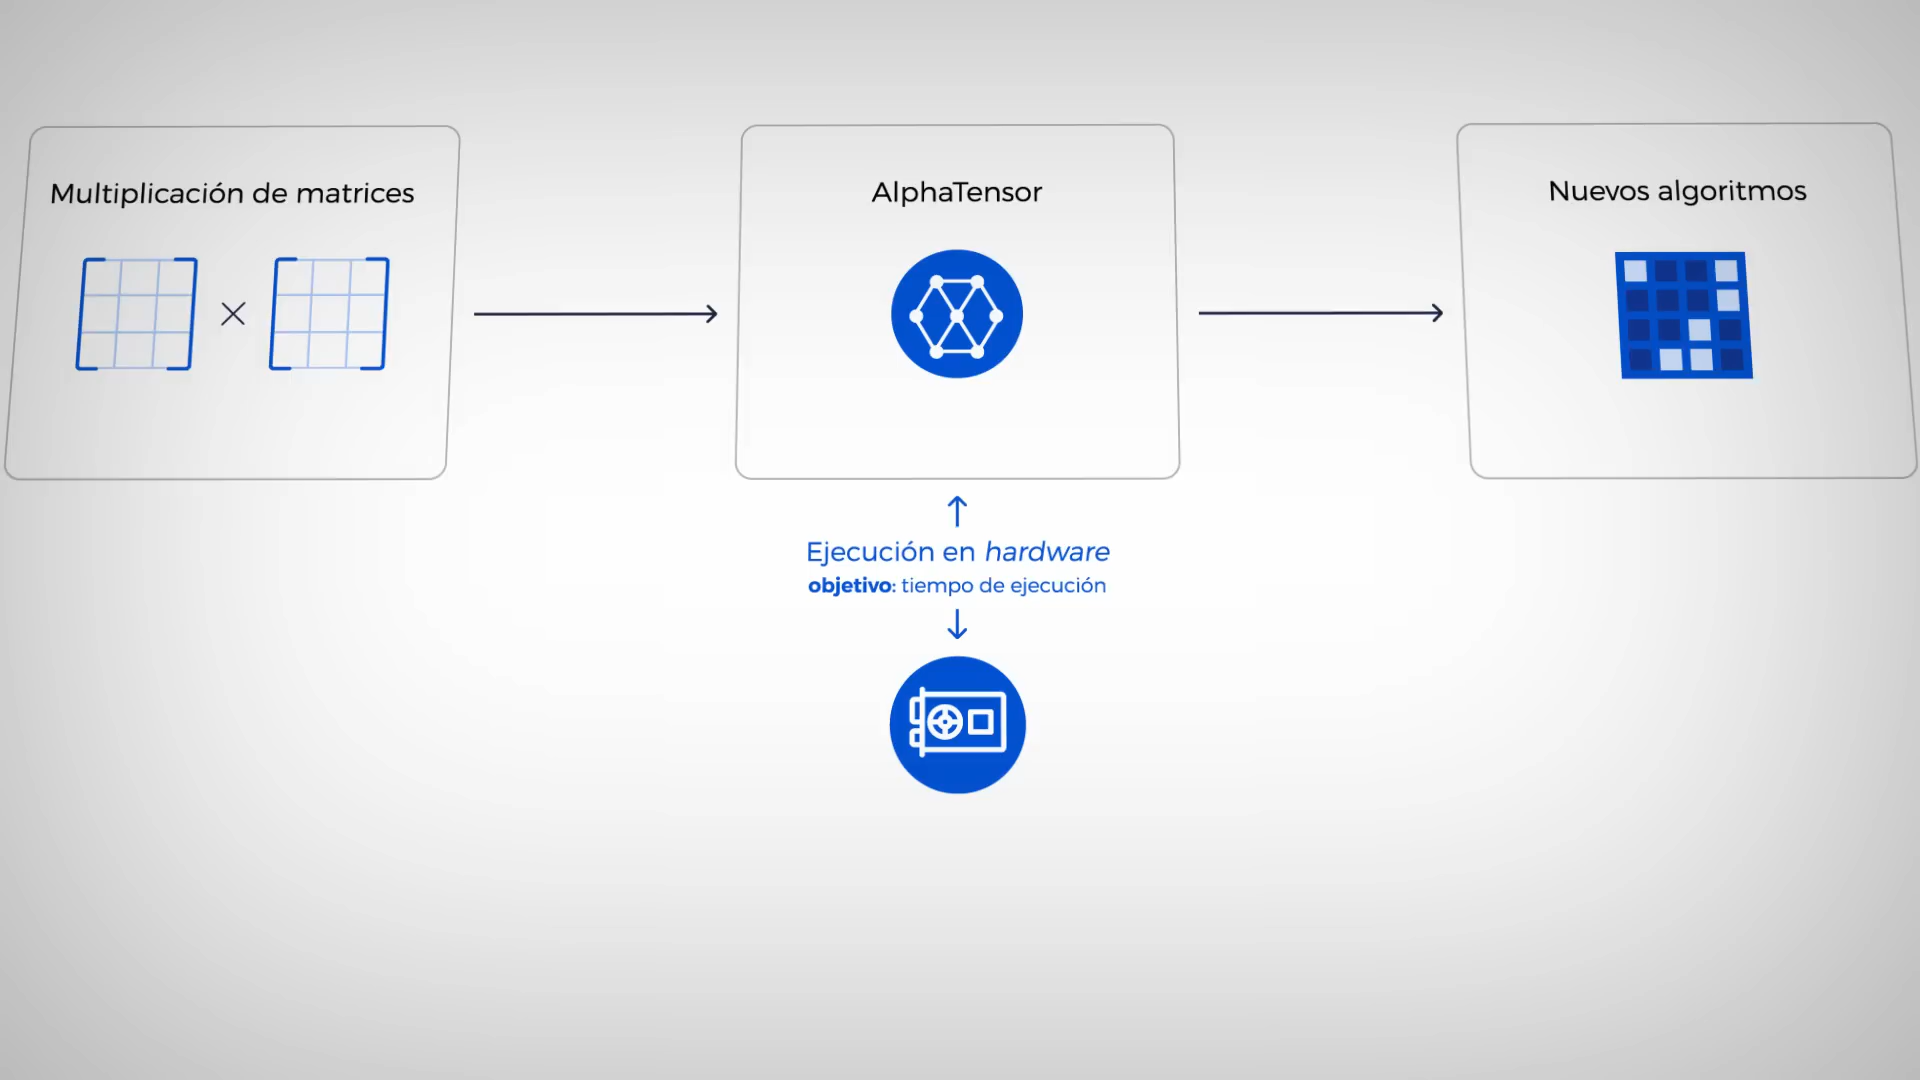 Multiplicación de matrices
AlphaTensor
Nuevos algoritmos
Ejecución en hardware
objetivo: tiempo de ejecución